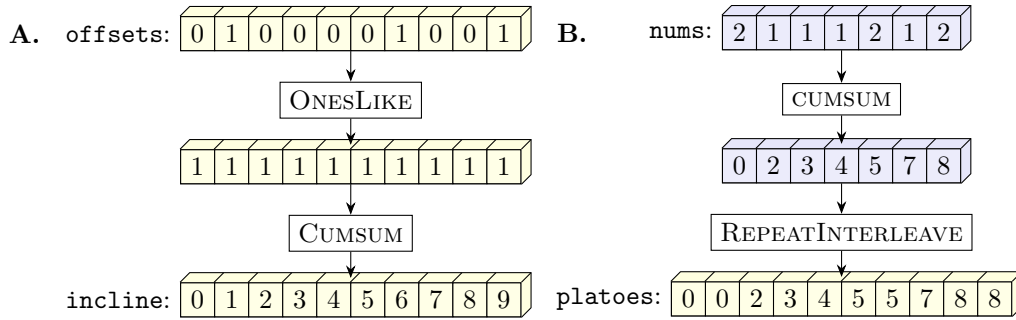 A. offsets: 0 1 0 0 0 0 1 0 0 1
ONESLIKE
1 1 1 1 1 1 1 1 1 1
CUMSUM
incline: 0 1 2 3 4 5 6 7 8 9
B. nums: 2 1 1 1 2 1 2
CUMSUM
0 2 3 4 5 7 8
REPEATINTERLEAVE
platoes: 0 0 2 3 4 5 5 7 8 8